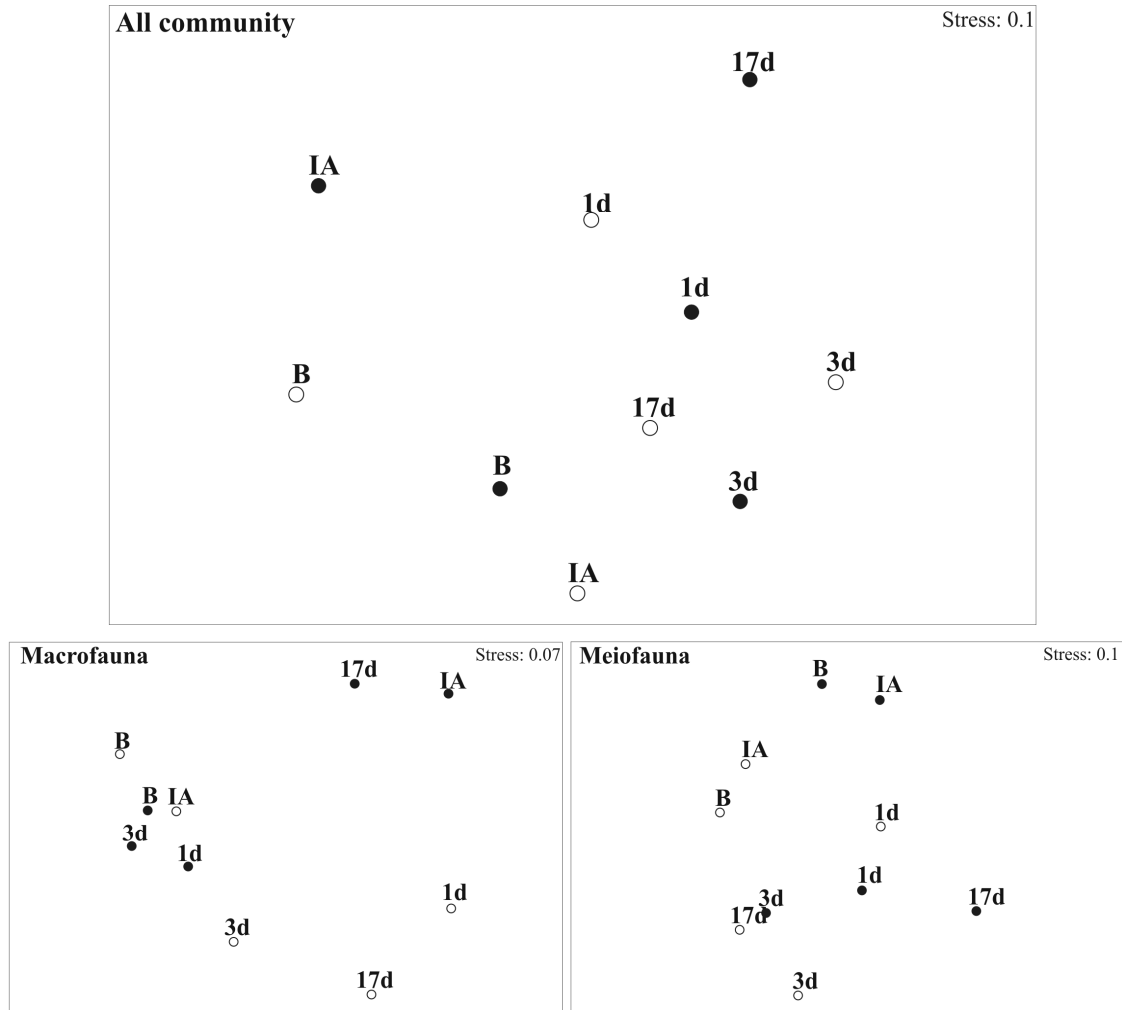 All community
Stress: 0.1
17d
IA
1d
1d
3d
B
17d
B
3d
IA
Macrofauna
Stress: 0.07
17d
IA
B
B
IA
3d
1d
1d
3d
17d
Meiofauna
Stress: 0.1
B
IA
IA
B
1d
1d
3d
17d
17d
3d